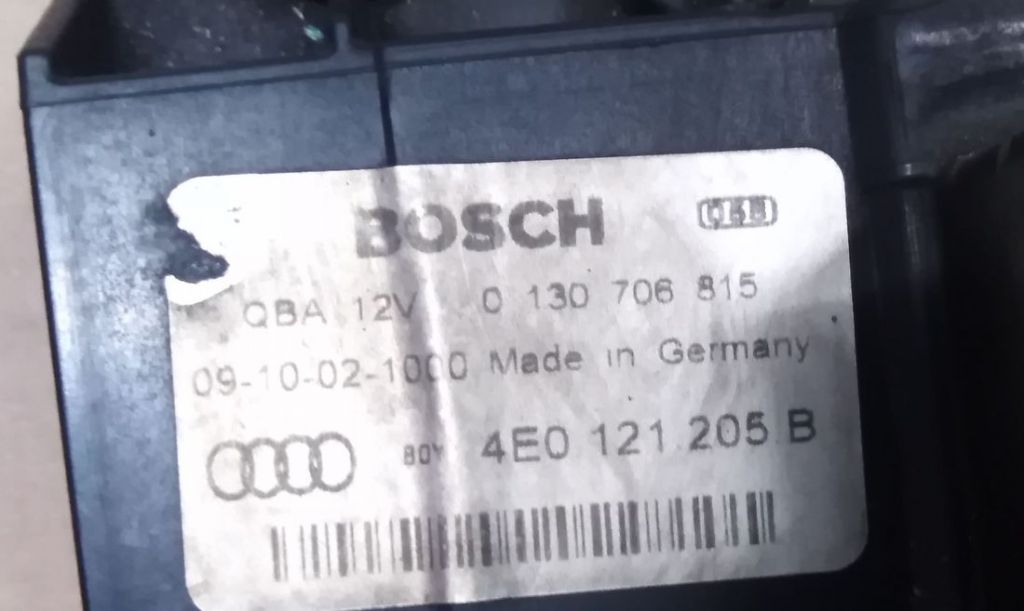 BOSCH
QBA 12V 0 130 706 815
09-10-02-1000 Made in Germany
80Y 4E0 121 205 B